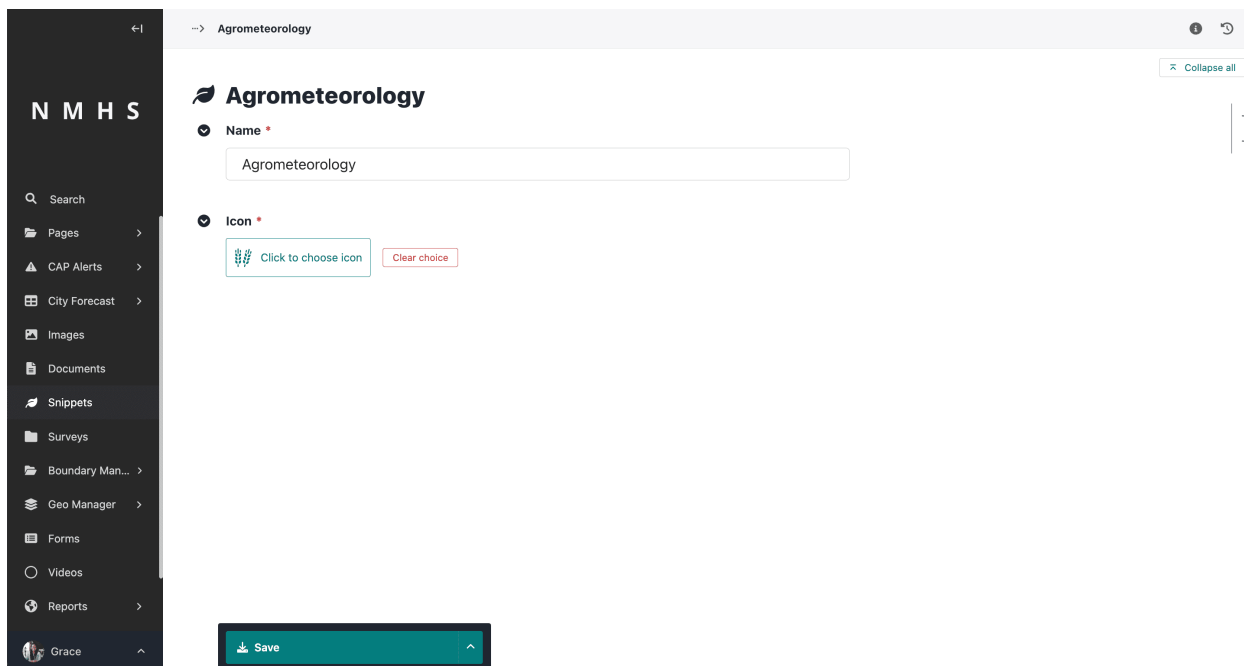 Agrometeorology
Collapse all
NMHS
Agrometeorology
Name *
Agrometeorology
Search
Pages
CAP Alerts
City Forecast
Images
Documents
Snippets
Surveys
Boundary Man...
Geo Manager
Forms
Videos
Reports
Grace
Icon *
Click to choose icon
Clear choice
Save